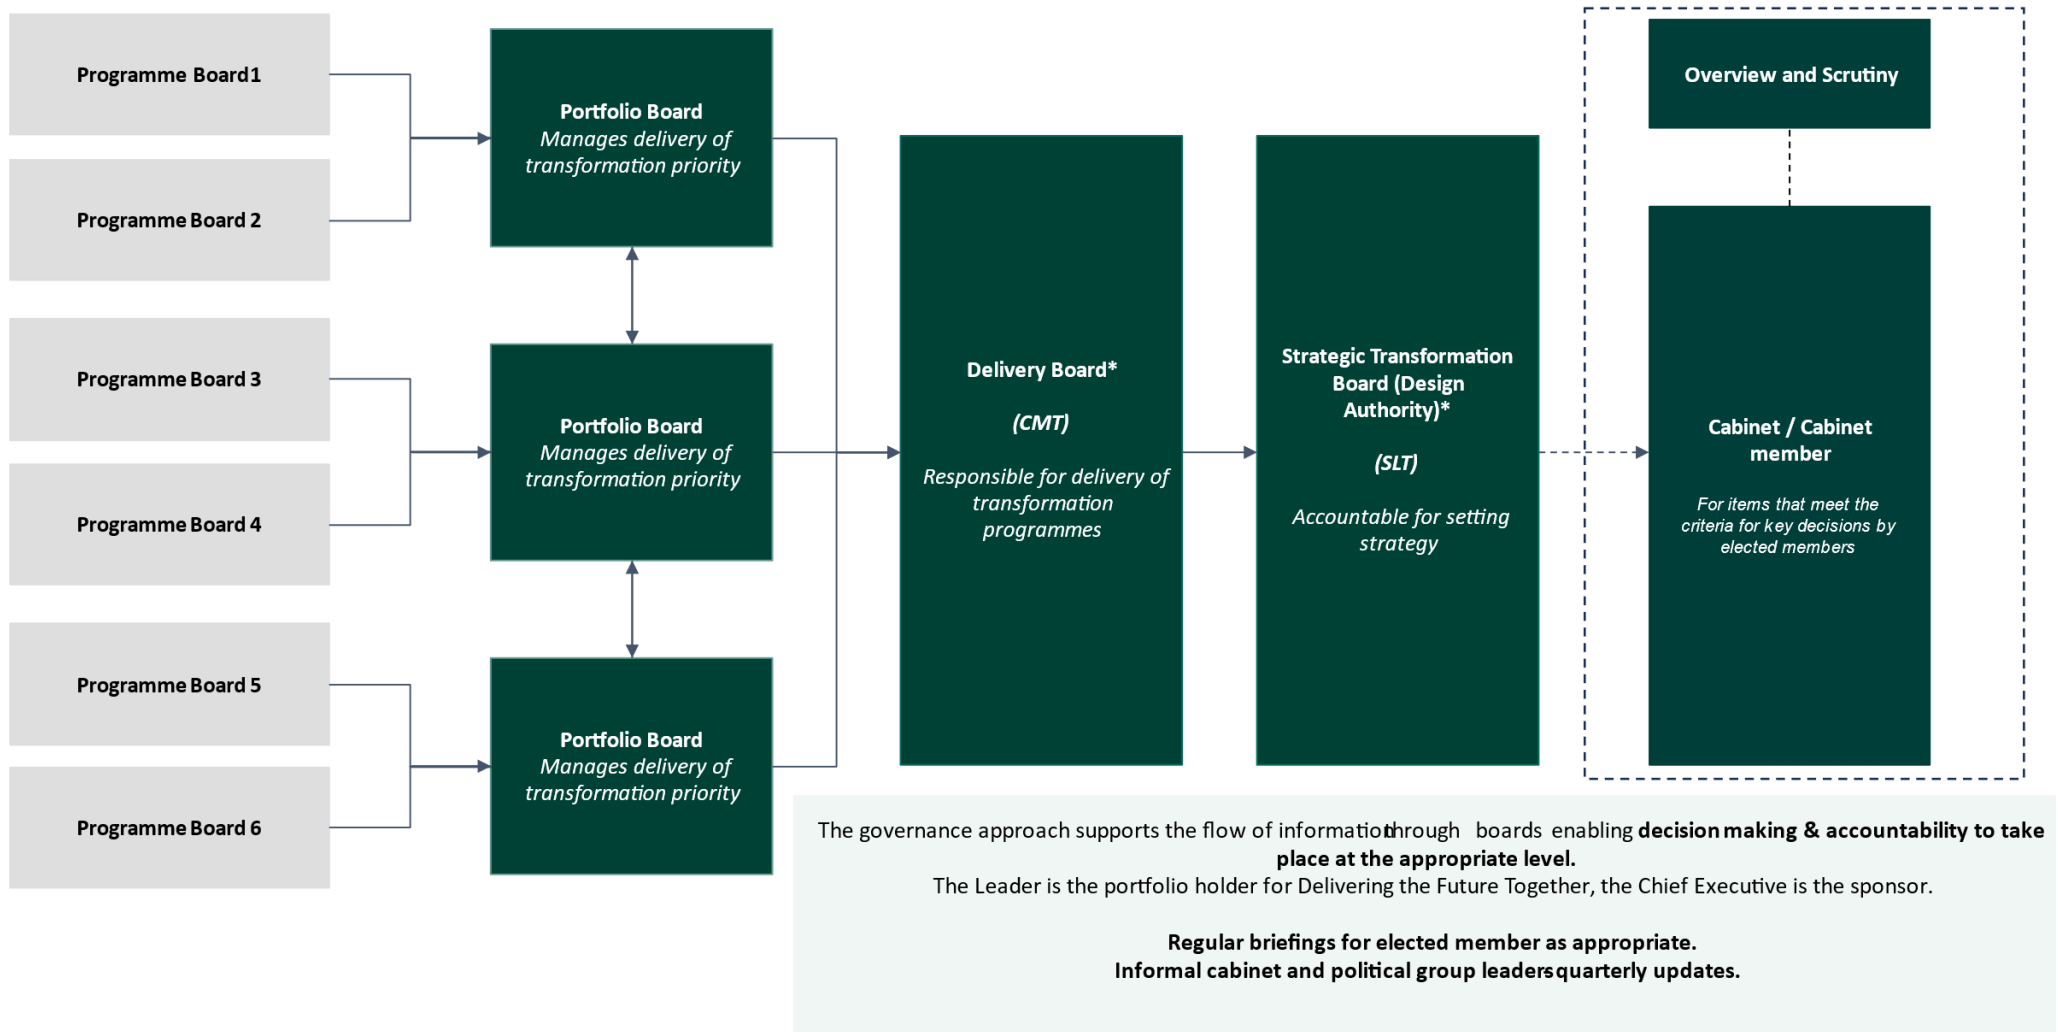 Programme Board1
Programme Board 2
Programme Board 3
Programme Board 4
Programme Board 5
Programme Board 6
Portfolio Board
Manages delivery of
transformation priority
Portfolio Board
Manages delivery of
transformation priority
Portfolio Board
Manages delivery of
transformation priority
Delivery Board*
(CMT)
Responsible for delivery of
transformation
programmes
Strategic Transformation
Board (Design
Authority)*
(SLT)
Accountable for setting
strategy
Overview and Scrutiny
Cabinet / Cabinet
member
For items that meet the
criteria for key decisions by
elected members
The governance approach supports the flow of information through boards enabling decision making & accountability to take
place at the appropriate level.
The Leader is the portfolio holder for Delivering the Future Together, the Chief Executive is the sponsor.
Regular briefings for elected member as appropriate.
Informal cabinet and political group leaders quarterly updates.